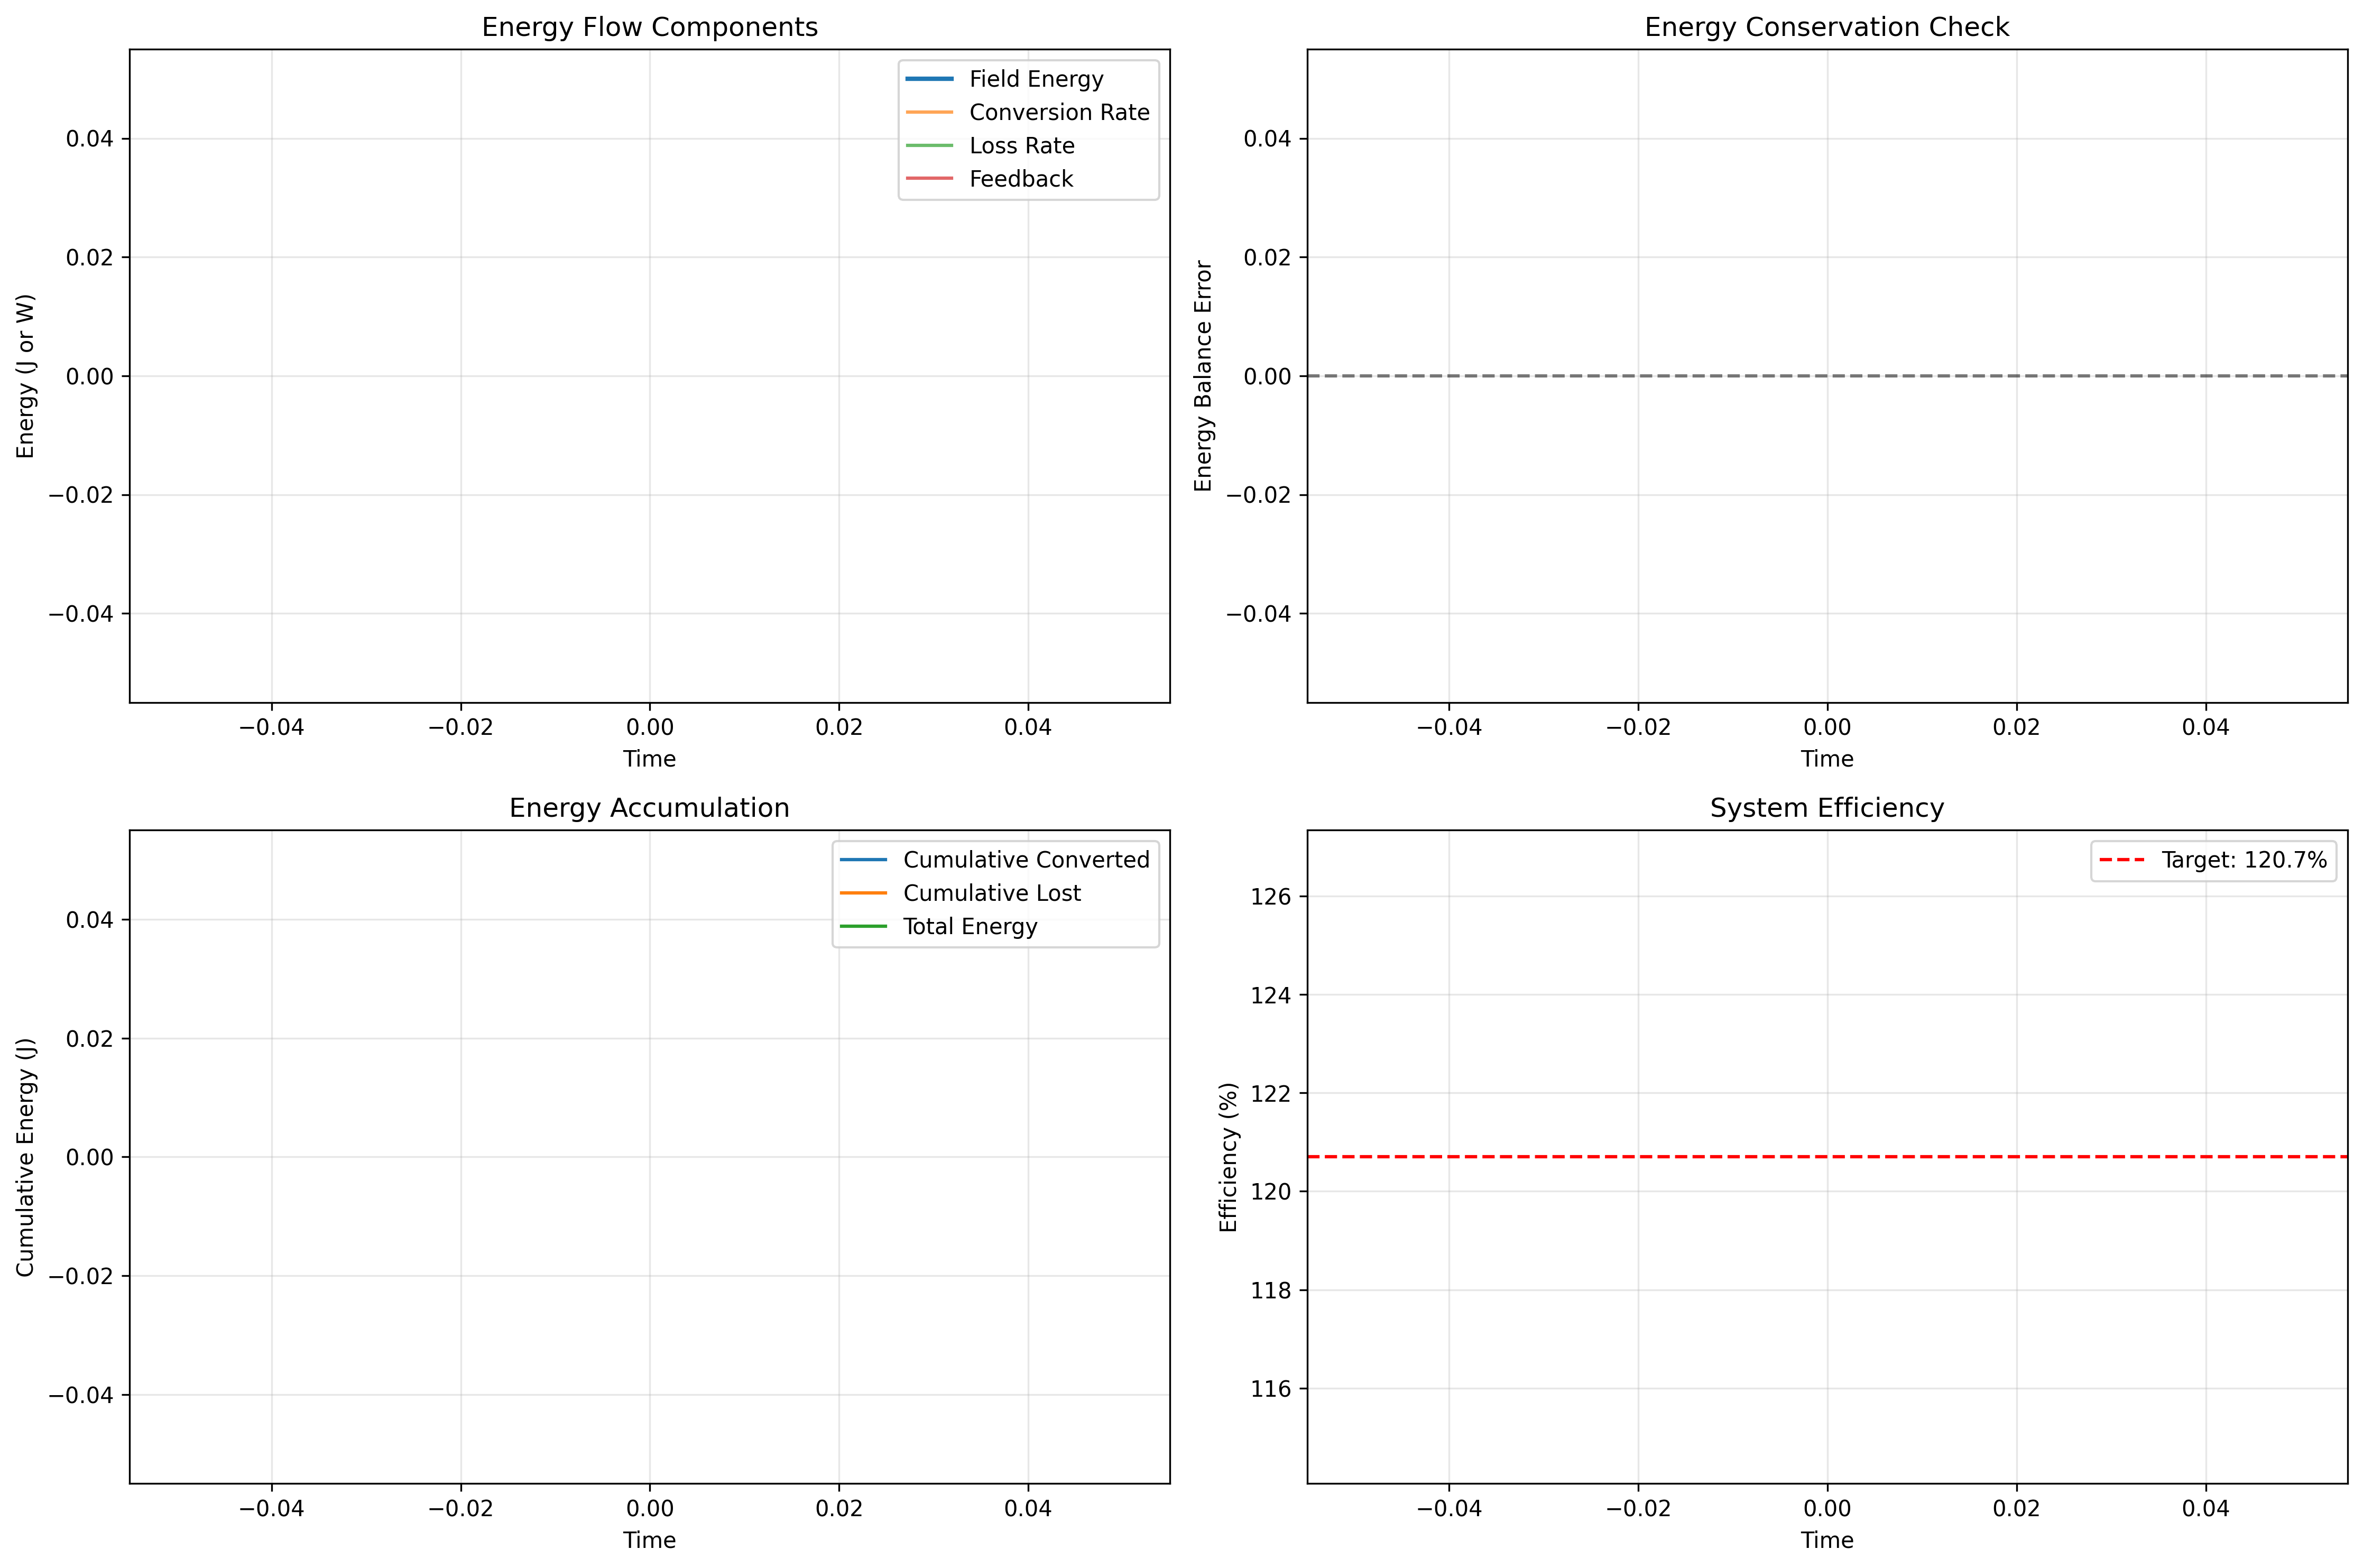 Energy Flow Components
Field Energy
Conversion Rate
Loss Rate
Feedback
0.04
0.02
0.00
−0.02
−0.04
Energy (J or W)
−0.04
−0.02
0.00
0.02
0.04
Time
Energy Conservation Check
0.04
0.02
0.00
−0.02
−0.04
Energy Balance Error
−0.04
−0.02
0.00
0.02
0.04
Time
Energy Accumulation
Cumulative Converted
Cumulative Lost
Total Energy
0.04
0.02
0.00
−0.02
−0.04
Cumulative Energy (J)
−0.04
−0.02
0.00
0.02
0.04
Time
System Efficiency
Target: 120.7%
126
124
122
120
118
116
Efficiency (%)
−0.04
−0.02
0.00
0.02
0.04
Time